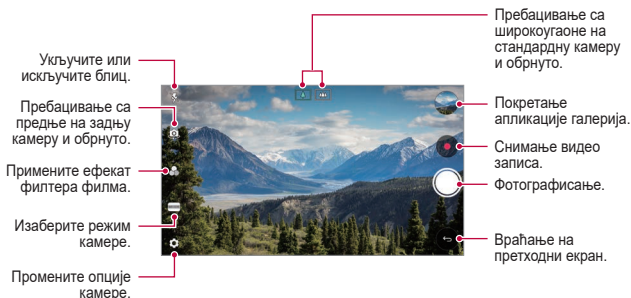 Укључите или
искључите блиц.
Пребацивање са
предње на задњу
камеру и обрнуто.
Примените ефекат
филтера филма.
Изаберите режим
камере.
Промените опције
камере.
Пребацивање са
широкоугаоне на
стандардну камеру
и обрнуто.
Покретање
апликације галерија.
Снимање видео
записа.
Фотографисање.
Враћање на
претходни екран.